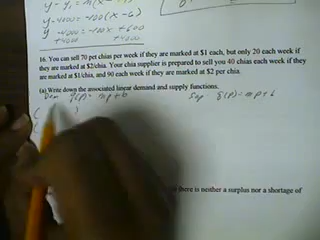 y-y, = m(x
y-4000 = -100(x-6)
y -4000 = -100x +600
+4000 +4000
16. You can sell 70 pet chias per week if they are marked at $1 each, but only 20 each week if
they are marked at $2/chia. Your chia supplier is prepared to sell you 40 chias each week if they
are marked at $1/chia, and 90 each week if they are marked at $2 per chia.
(a) Write down the associated linear demand and supply functions.
Dem q(p) = mp + b Sup q(p) = mp + b
( )
(
there is neither a surplus nor a shortage of